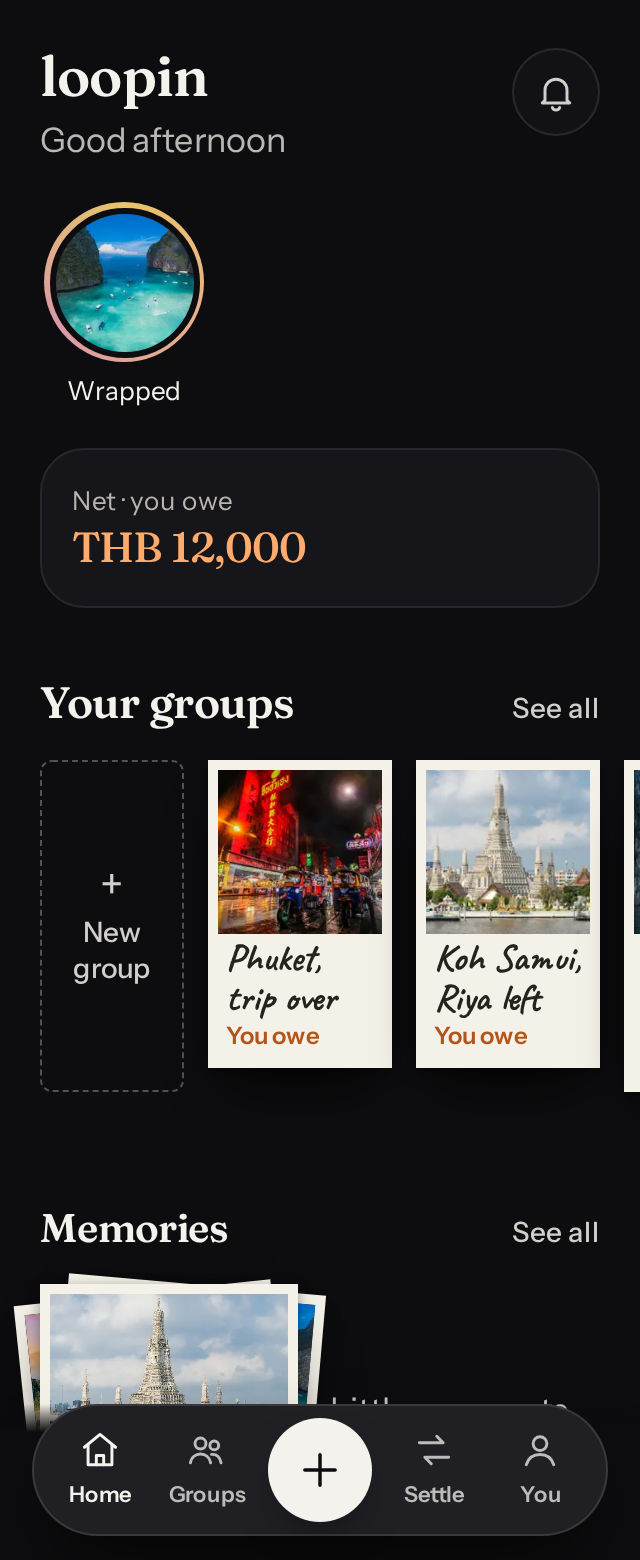 loopin
Good afternoon
Wrapped
Net · you owe
THB 12,000
Your groups
See all
+
New
group
Phuket,
trip over
You owe
Koh Samui,
Riya left
You owe
Memories
See all
Home
Groups
+
Settle
You